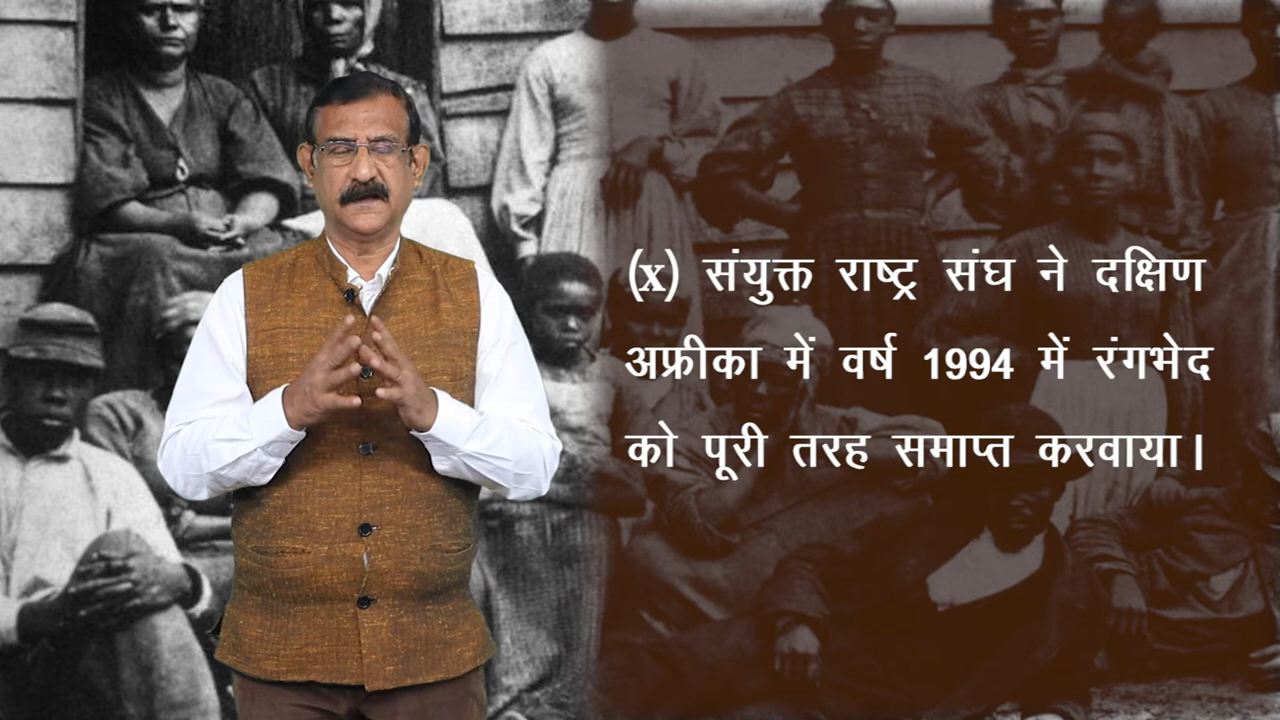 (x) संयुक्त राष्ट्र संघ ने दक्षिण
अफ्रीका में वर्ष 1994 में रंगभेद
को पूरी तरह समाप्त करवाया।